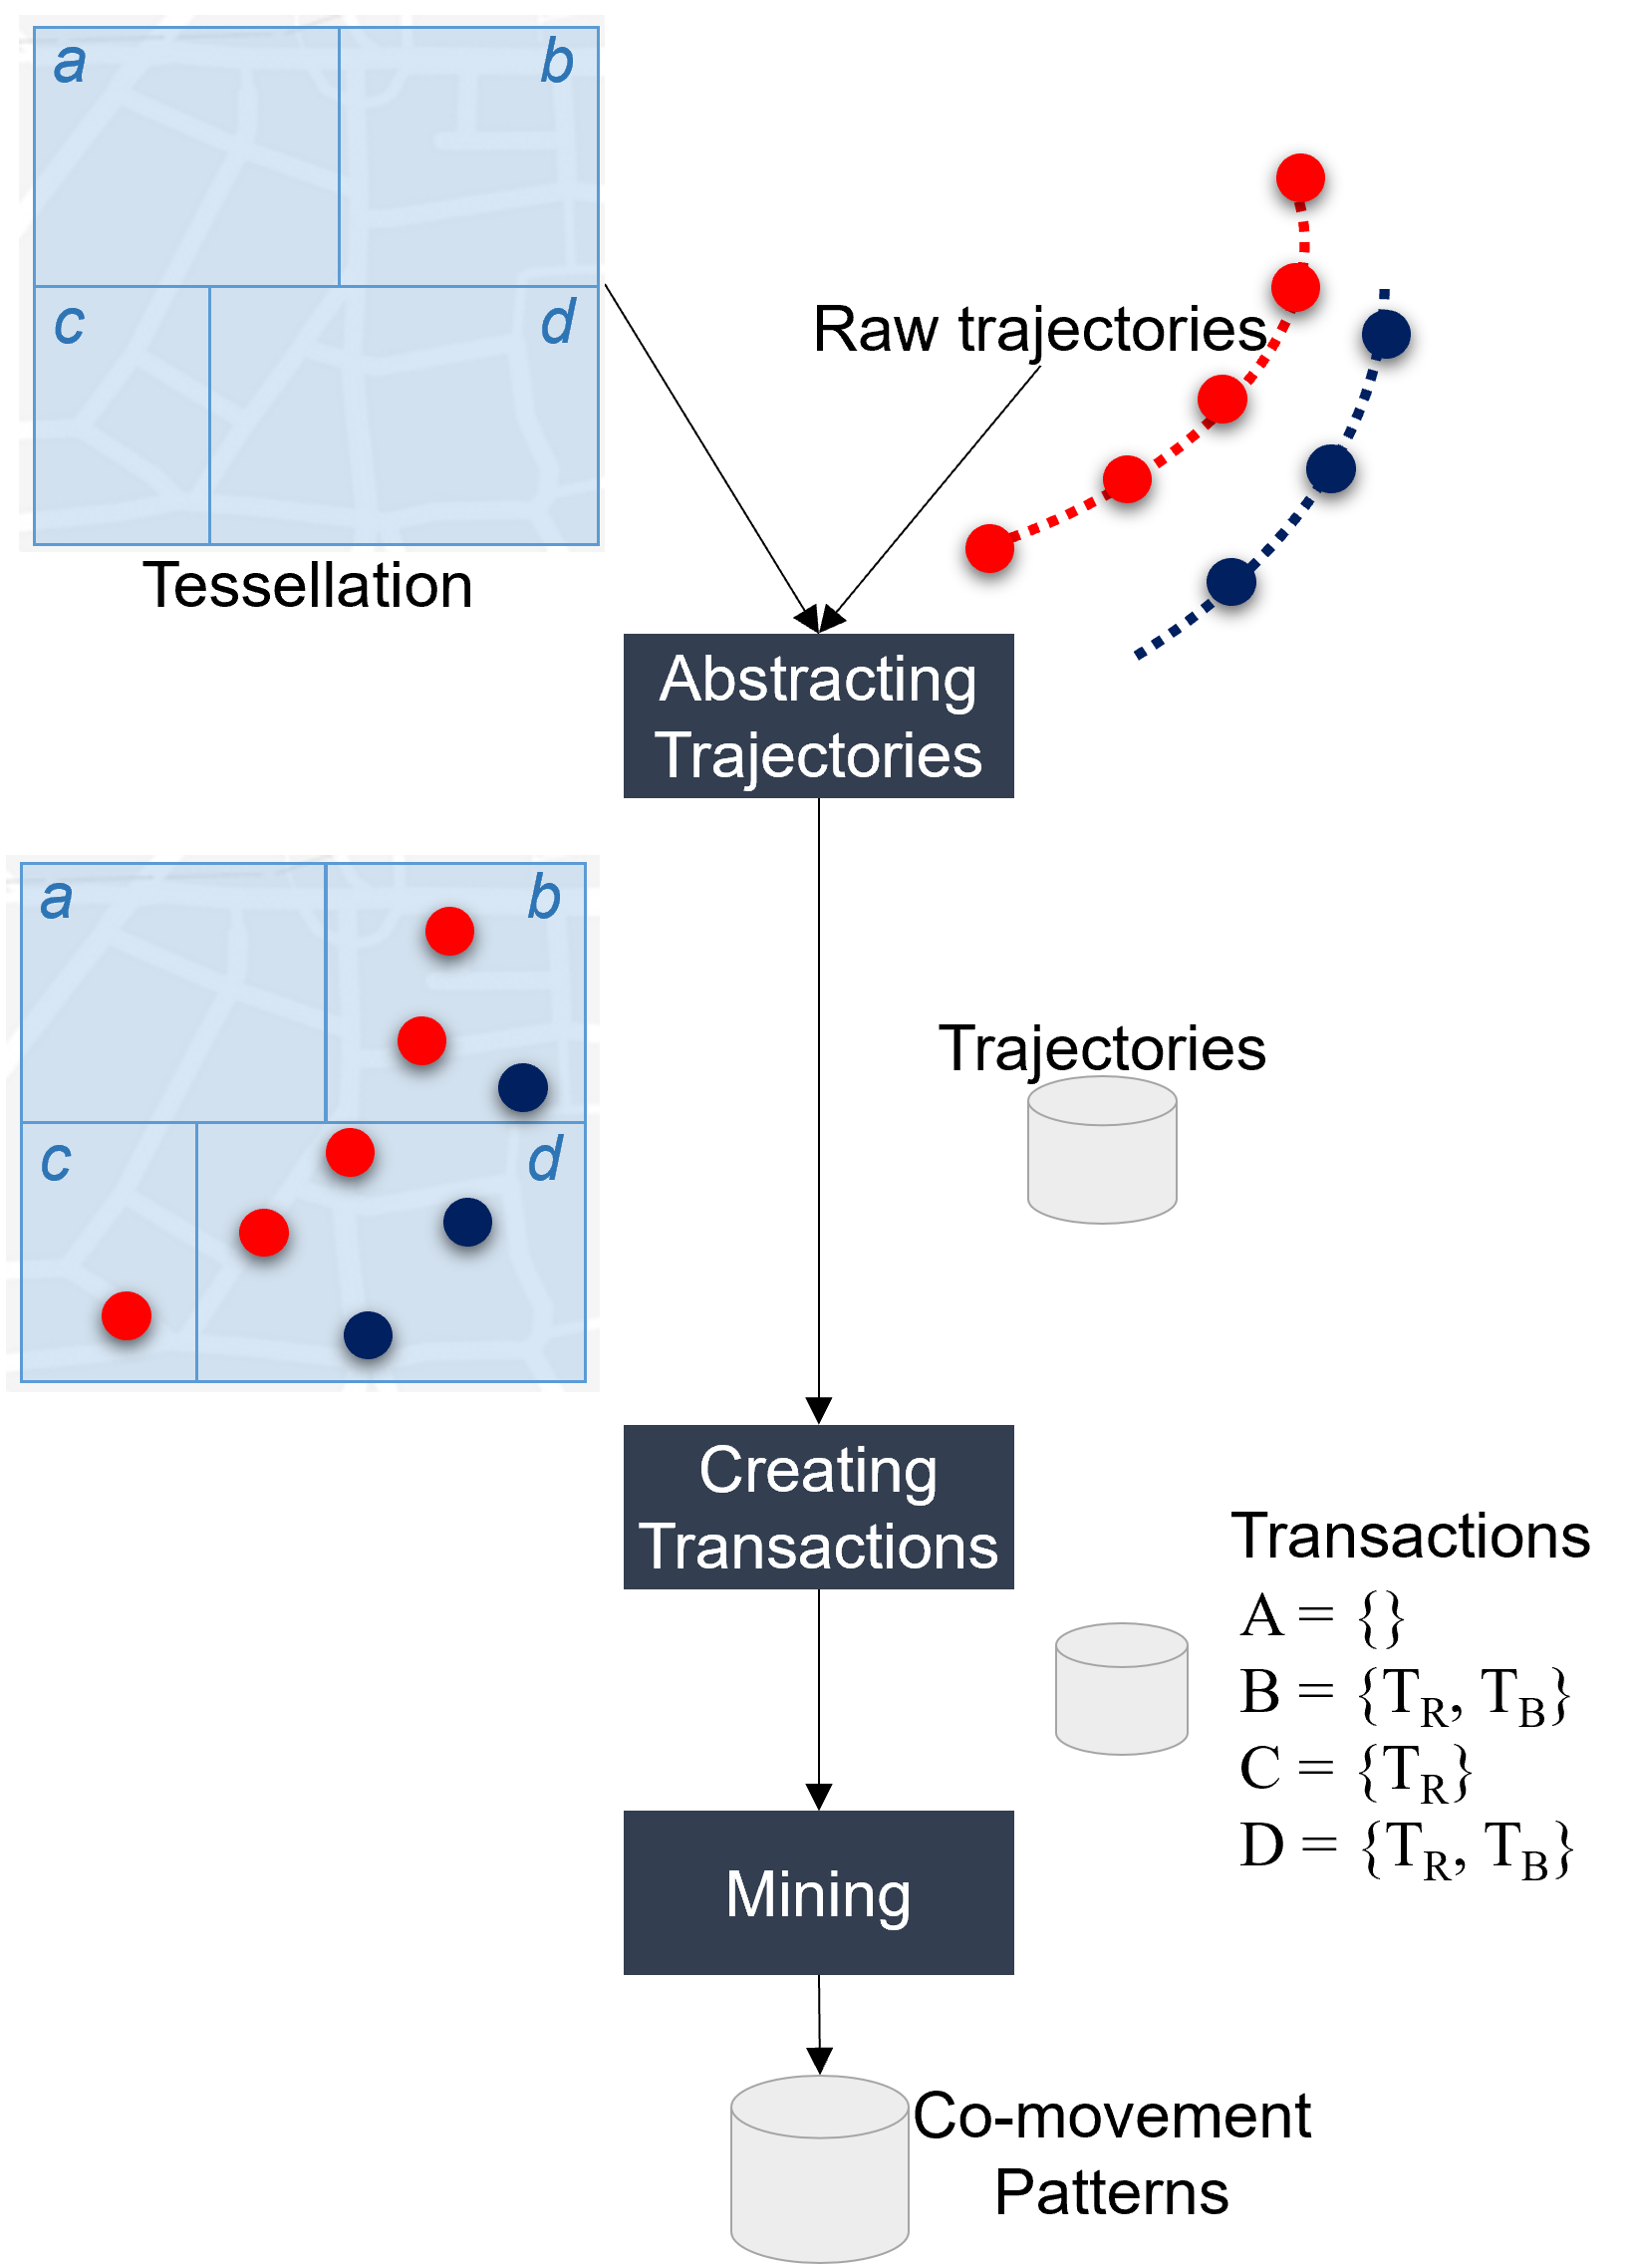 a
b
c
d
Tessellation
Raw trajectories
Abstracting
Trajectories
a
b
c
d
Trajectories
Creating
Transactions
Transactions
A = {}
B = {T_R, T_B}
C = {T_R}
D = {T_R, T_B}
Mining
Co-movement
Patterns